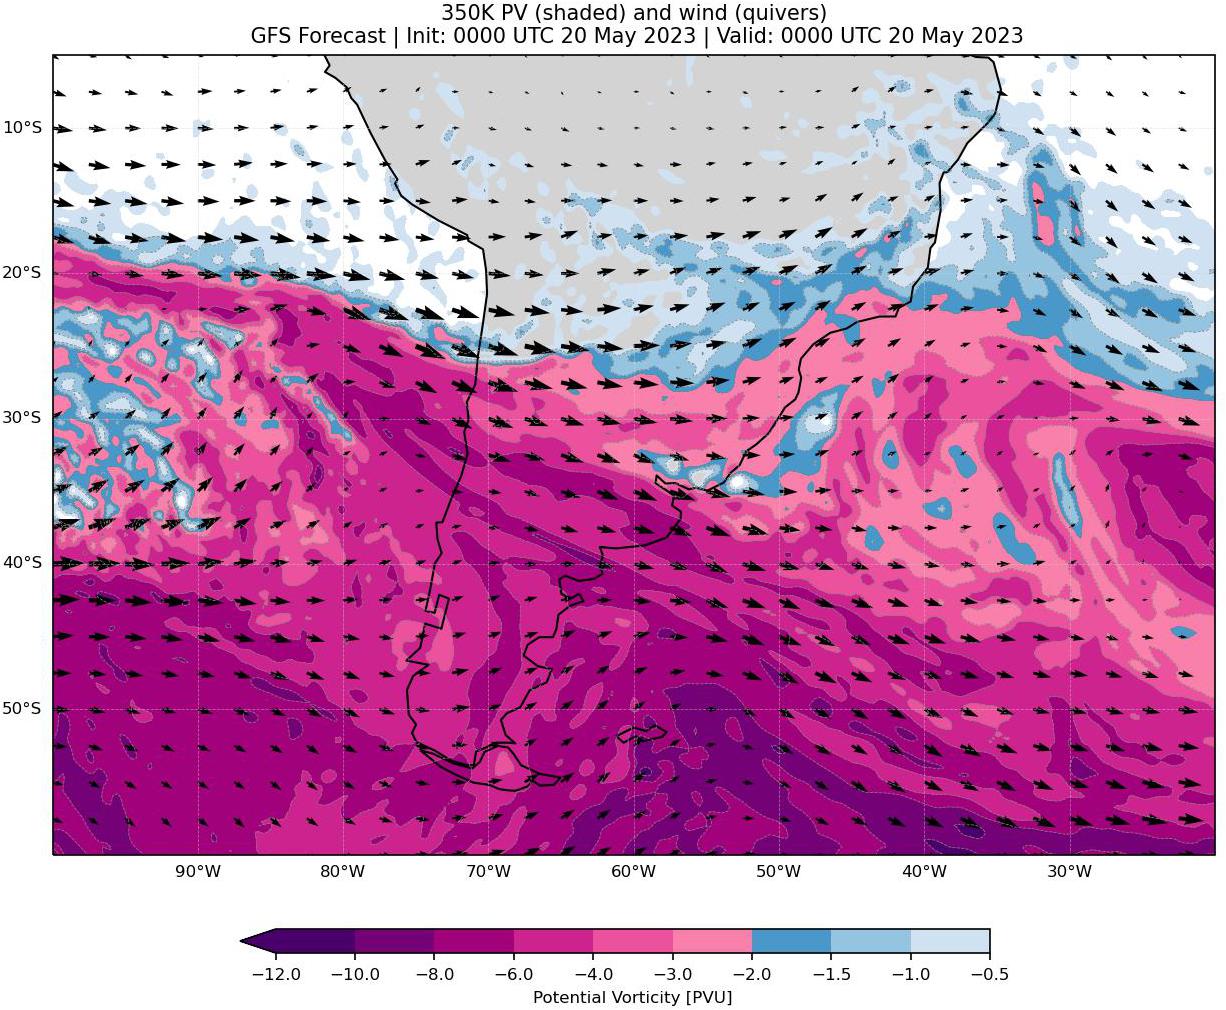 350K PV (shaded) and wind (quivers)
GFS Forecast | Init: 0000 UTC 20 May 2023 | Valid: 0000 UTC 20 May 2023
10°S
20°S
30°S
40°S
50°S
90°W 80°W 70°W 60°W 50°W 40°W 30°W
−12.0 −10.0 −8.0 −6.0 −4.0 −3.0 −2.0 −1.5 −1.0 −0.5
Potential Vorticity [PVU]